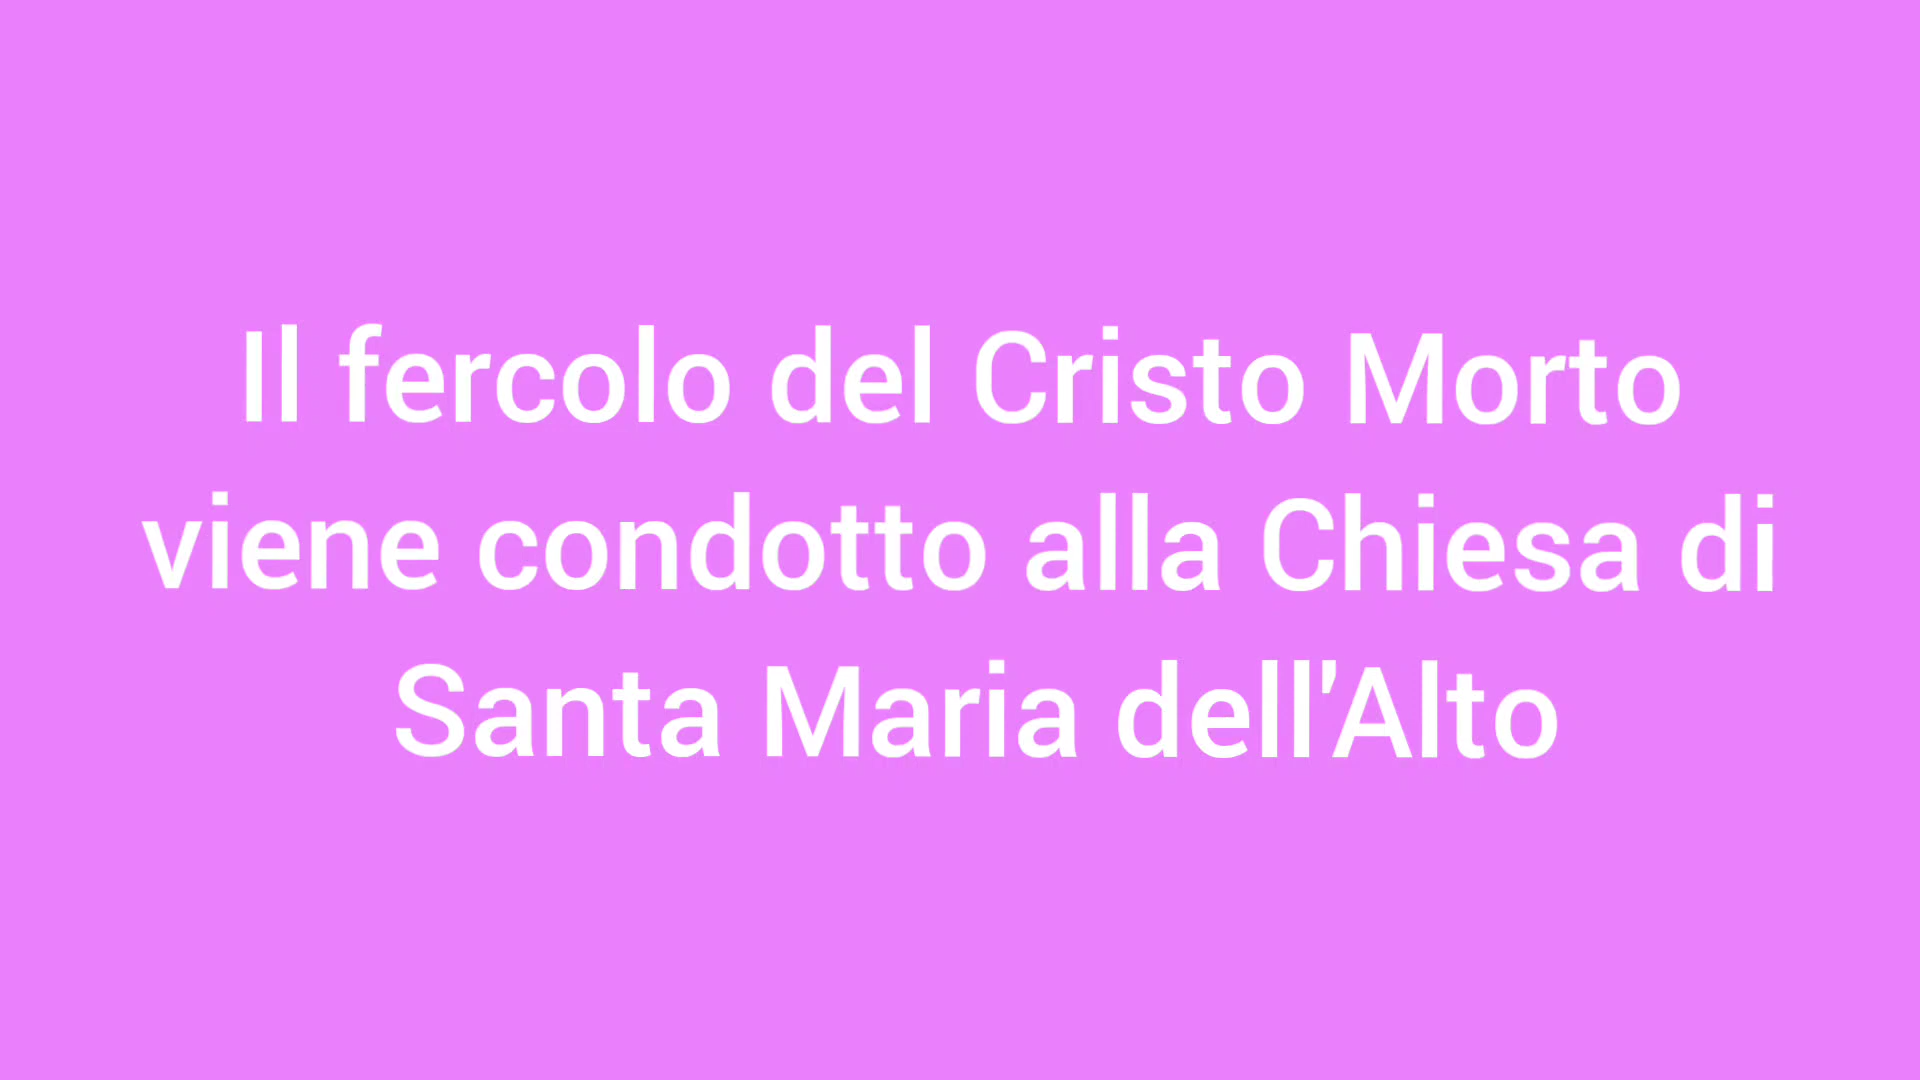 Il fercolo del Cristo Morto
viene condotto alla Chiesa di
Santa Maria dell'Alto